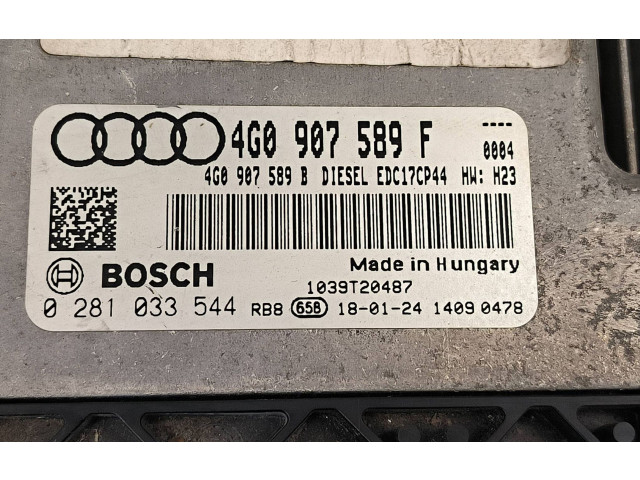 4G0 907 589 F ----
0004
4G0 907 589 B DIESEL EDC17CP44 HW: H23
BOSCH
Made in Hungary
1039T20487
0 281 033 544 RB8 658 18-01-24 1409 0478